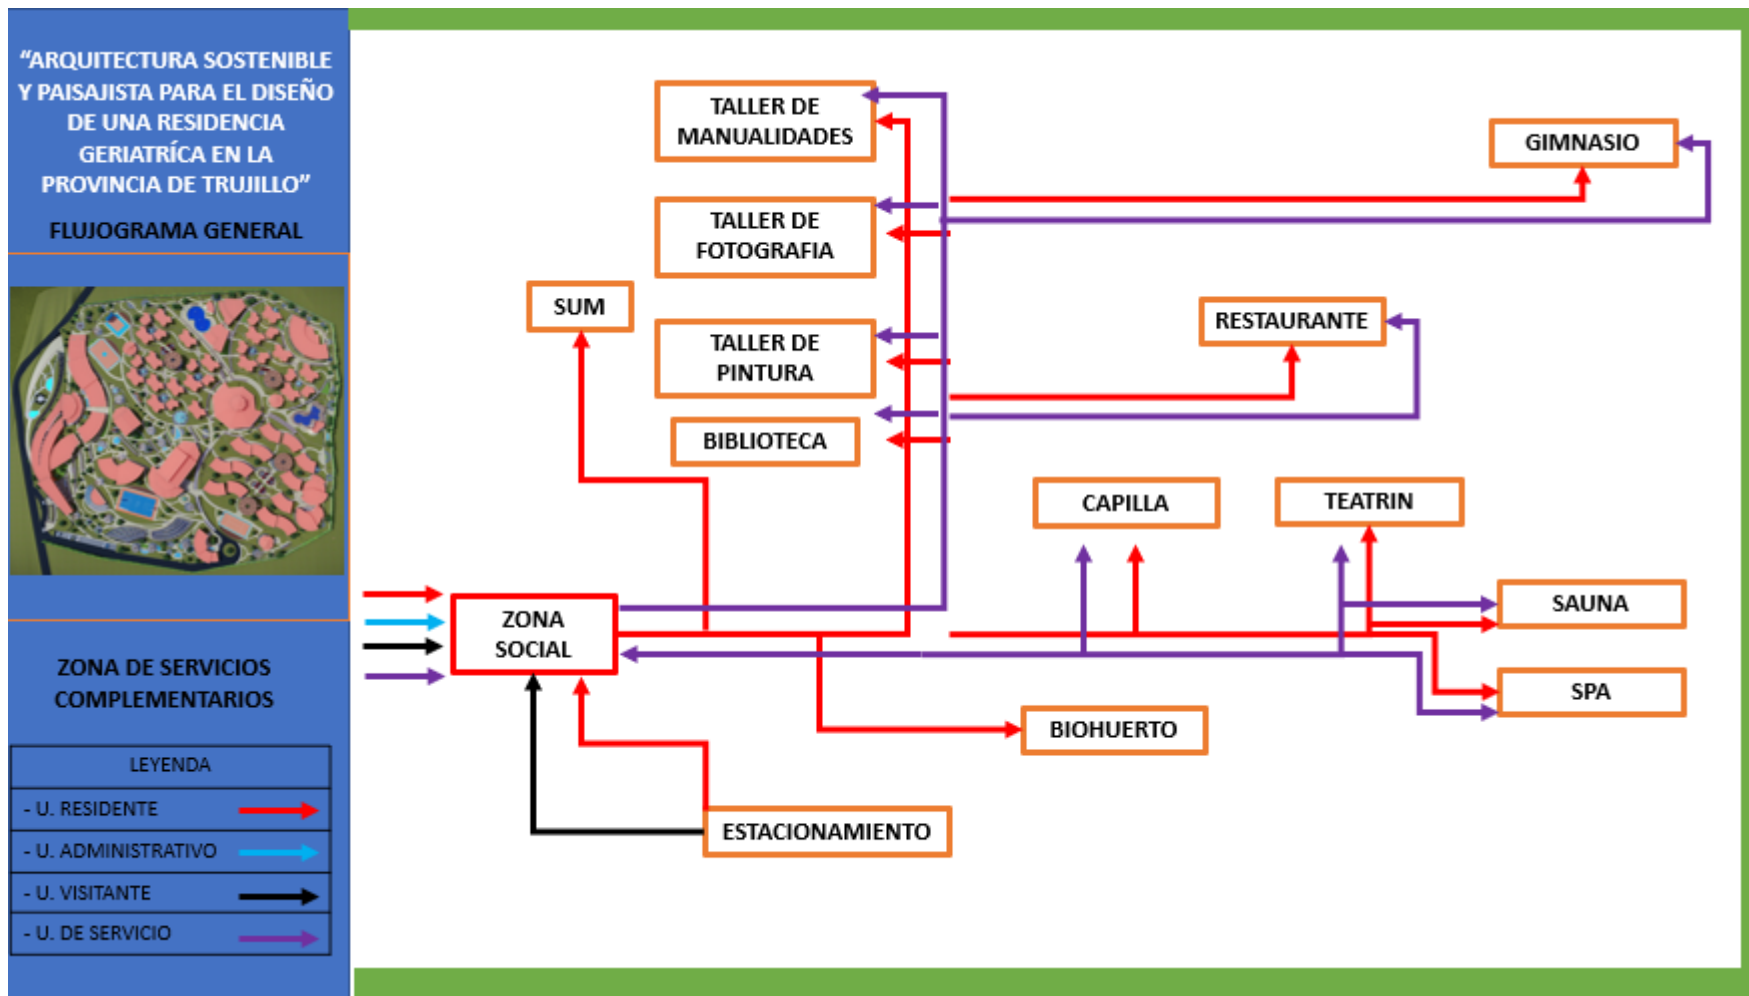 “ARQUITECTURA SOSTENIBLE
Y PAISAJISTA PARA EL DISEÑO
DE UNA RESIDENCIA
GERIATRÍCA EN LA
PROVINCIA DE TRUJILLO”
FLUJOGRAMA GENERAL
ZONA DE SERVICIOS
COMPLEMENTARIOS
LEYENDA
- U. RESIDENTE
- U. ADMINISTRATIVO
- U. VISITANTE
- U. DE SERVICIO
TALLER DE
MANUALIDADES
GIMNASIO
TALLER DE
FOTOGRAFIA
SUM
RESTAURANTE
TALLER DE
PINTURA
BIBLIOTECA
CAPILLA
TEATRIN
ZONA
SOCIAL
SAUNA
SPA
BIOHUERTO
ESTACIONAMIENTO